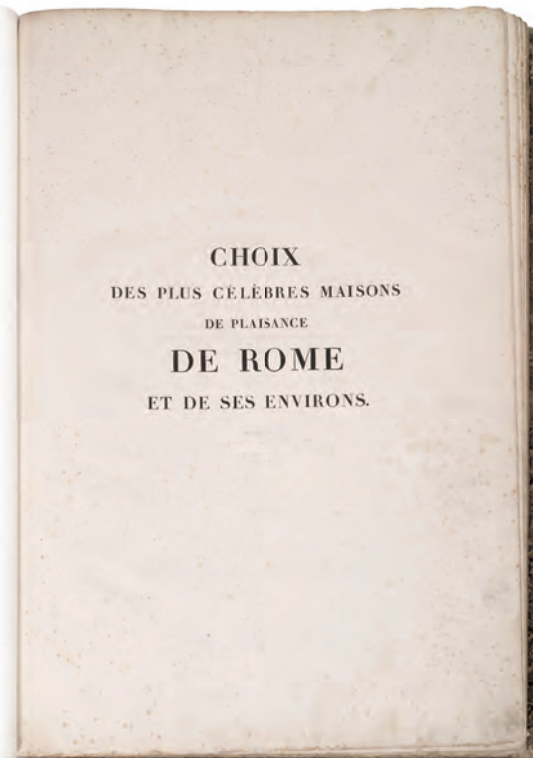 CHOIX
DES PLUS CÉLÈBRES MAISONS
DE PLAISANCE
DE ROME
ET DE SES ENVIRONS.